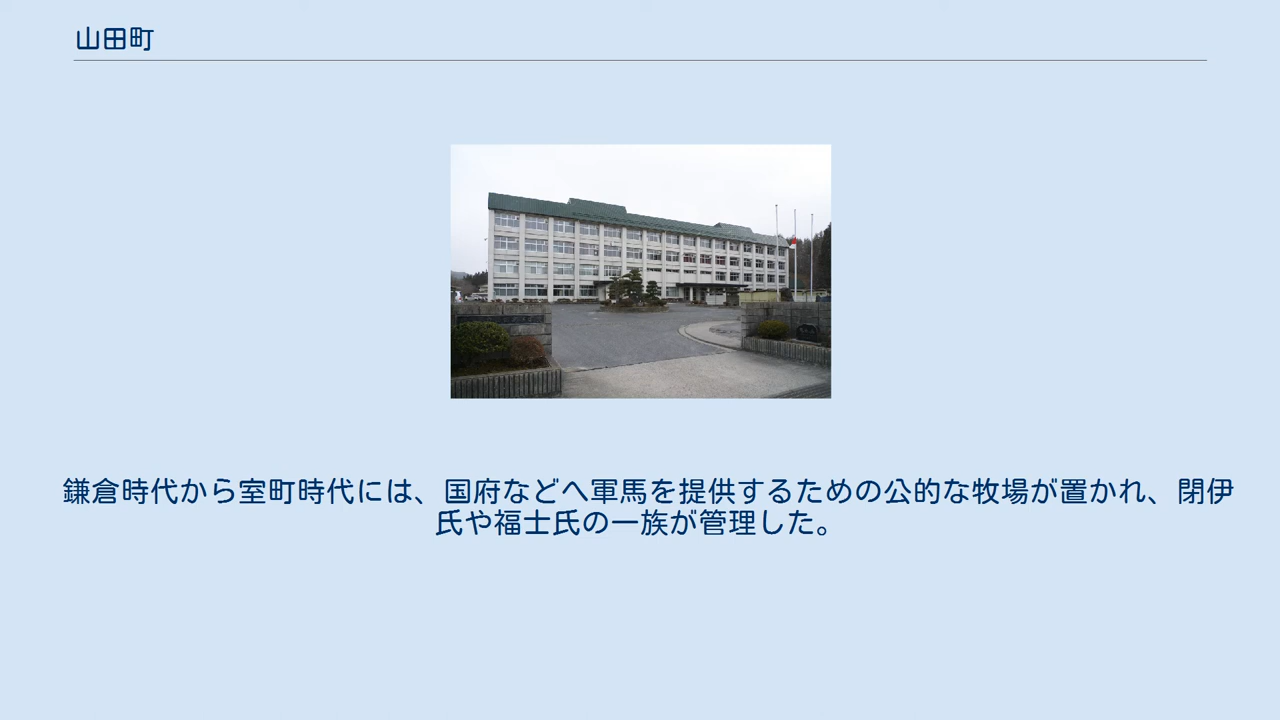 山田町
鎌倉時代から室町時代には、国府などへ軍馬を提供するための公的な牧場が置かれ、閉伊
氏や福士氏の一族が管理した。